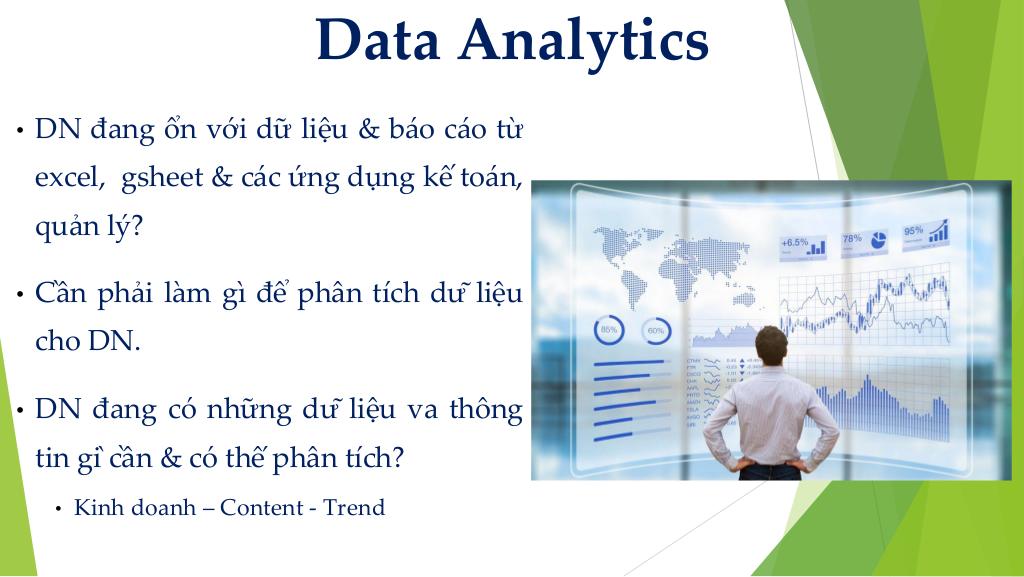 Data Analytics
• DN đang ổn với dữ liệu & báo cáo từ
excel, gsheet & các ứng dụng kế toán,
quản lý?
• Cần phải làm gì để phân tích dữ liệu
cho DN.
• DN đang có những dữ liệu va thông
tin gì cần & có thể phân tích?
• Kinh doanh – Content - Trend
+6.5%
78%
95%
85%
60%